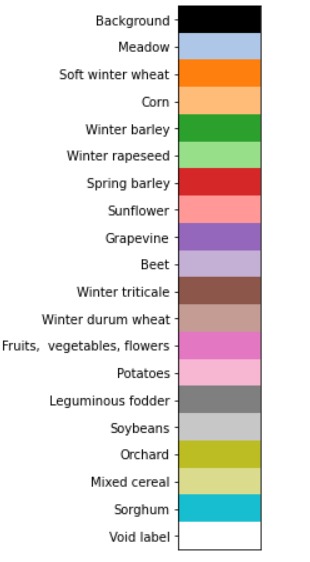 Background
Meadow
Soft winter wheat
Corn
Winter barley
Winter rapeseed
Spring barley
Sunflower
Grapevine
Beet
Winter triticale
Winter durum wheat
Fruits,  vegetables, flowers
Potatoes
Leguminous fodder
Soybeans
Orchard
Mixed cereal
Sorghum
Void label